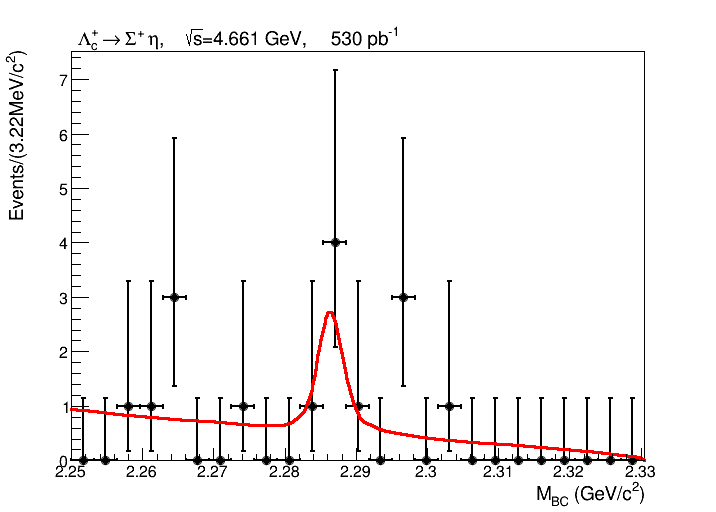 Λc+ → Σ+ η, √s=4.661 GeV, 530 pb-1
Events/(3.22MeV/c2)
7
6
5
4
3
2
1
0
2.25 2.26 2.27 2.28 2.29 2.3 2.31 2.32 2.33
MBC (GeV/c2)